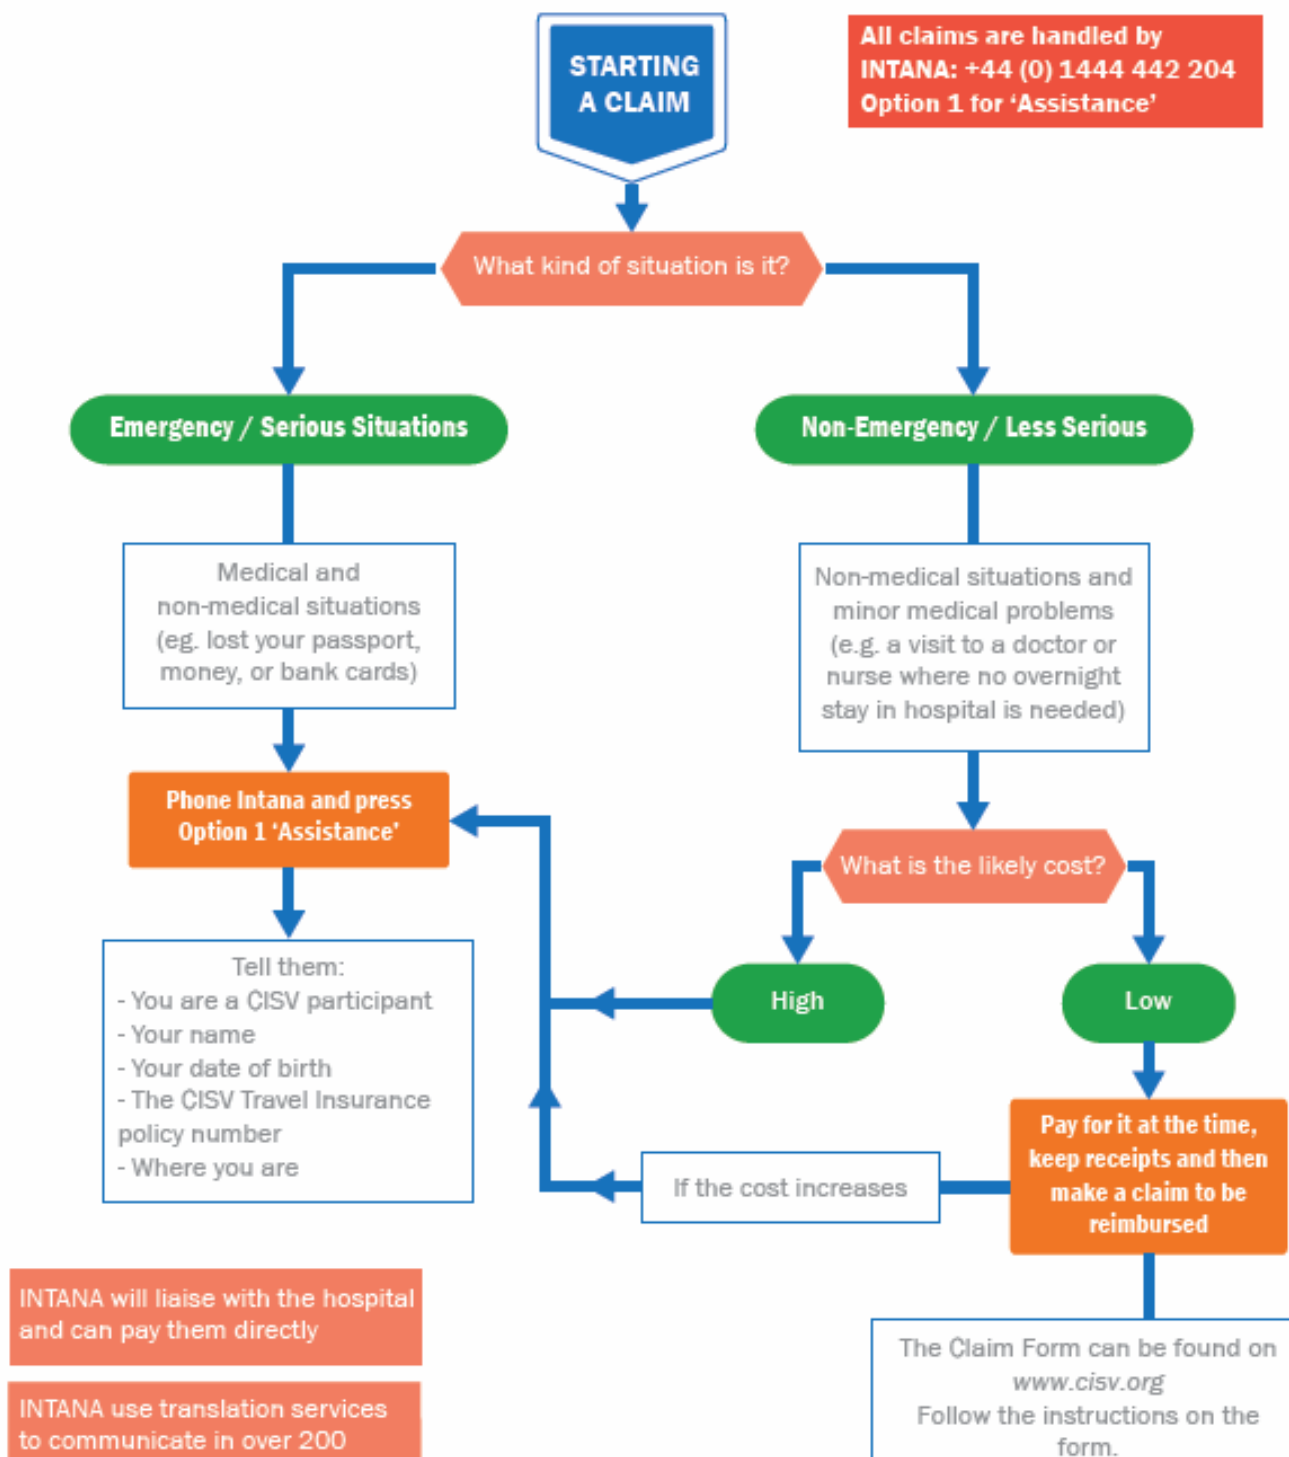 STARTING
A CLAIM
All claims are handled by
INTANA: +44 (0) 1444 442 204
Option 1 for ‘Assistance’
What kind of situation is it?
Emergency / Serious Situations
Non-Emergency / Less Serious
Medical and
non-medical situations
(eg. lost your passport,
money, or bank cards)
Non-medical situations and
minor medical problems
(e.g. a visit to a doctor or
nurse where no overnight
stay in hospital is needed)
Phone Intana and press
Option 1 ‘Assistance’
What is the likely cost?
Tell them:
- You are a CISV participant
- Your name
- Your date of birth
- The CISV Travel Insurance
policy number
- Where you are
High
Low
Pay for it at the time,
keep receipts and then
make a claim to be
reimbursed
If the cost increases
INTANA will liaise with the hospital
and can pay them directly
The Claim Form can be found on
www.cisv.org
Follow the instructions on the
form.
INTANA use translation services
to communicate in over 200